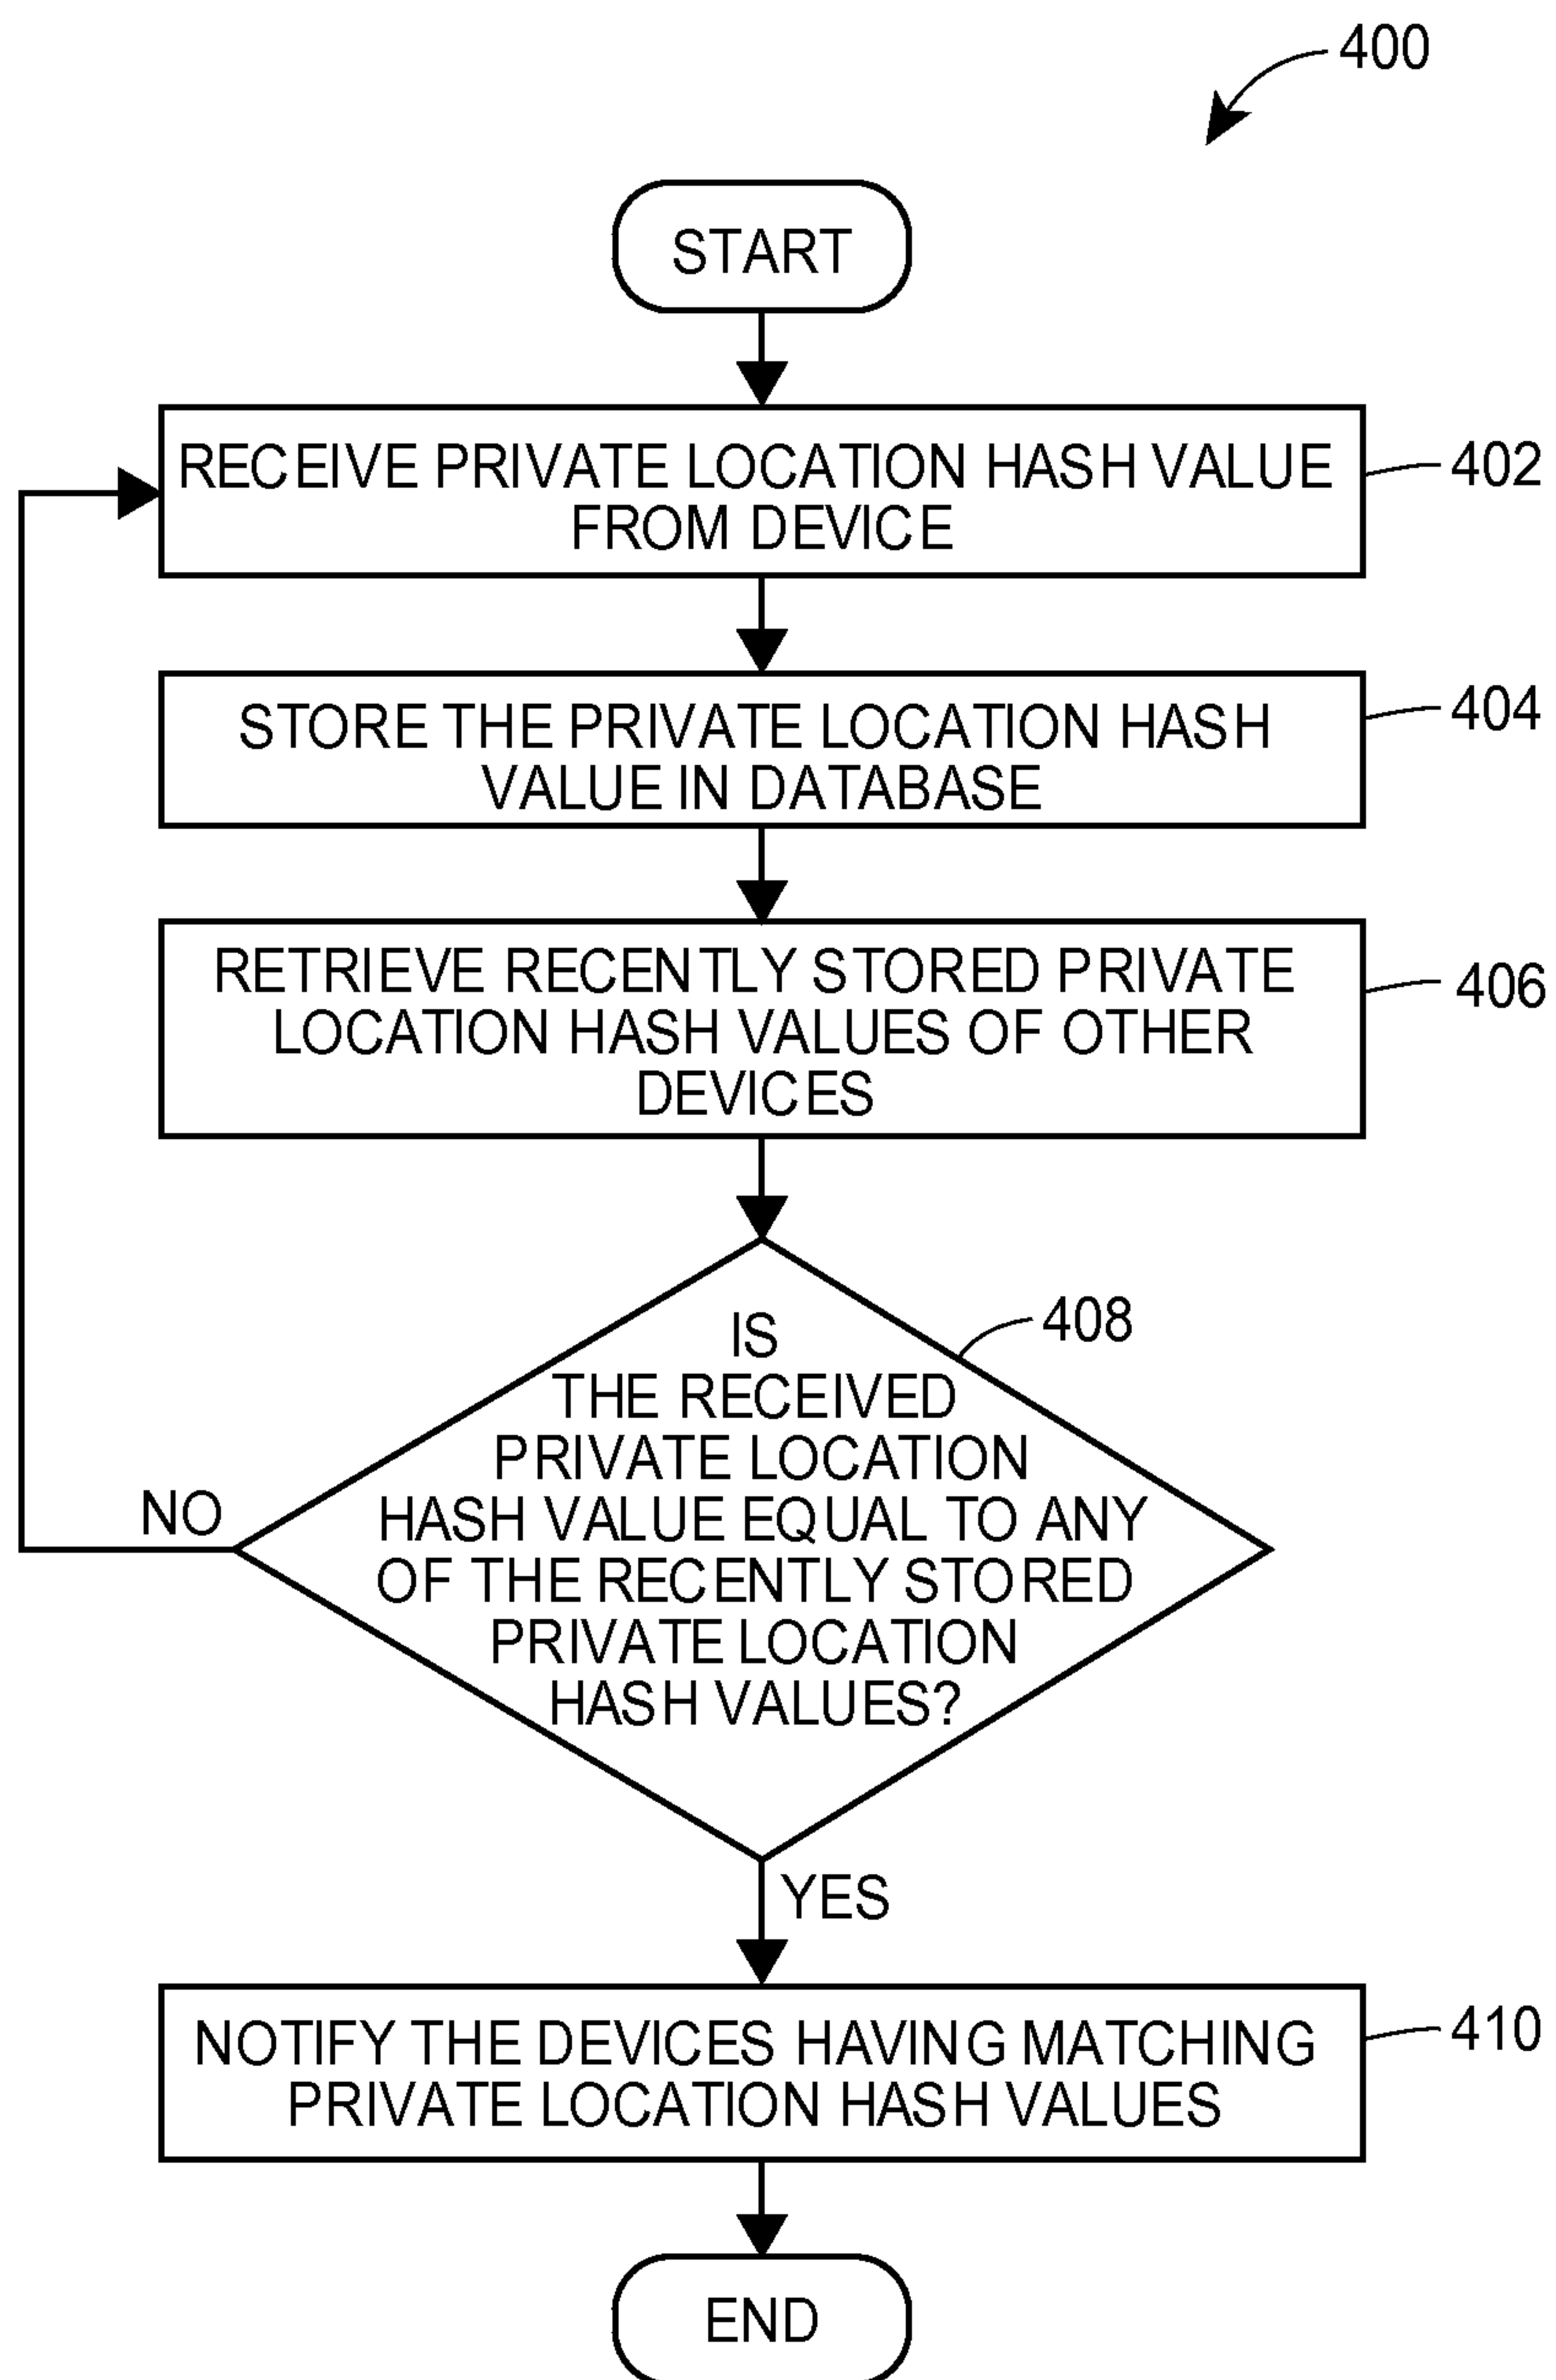 400
START
RECEIVE PRIVATE LOCATION HASH VALUE
FROM DEVICE
402
STORE THE PRIVATE LOCATION HASH
VALUE IN DATABASE
404
RETRIEVE RECENTLY STORED PRIVATE
LOCATION HASH VALUES OF OTHER
DEVICES
406
IS
THE RECEIVED
PRIVATE LOCATION
HASH VALUE EQUAL TO ANY
OF THE RECENTLY STORED
PRIVATE LOCATION
HASH VALUES?
408
NO
YES
NOTIFY THE DEVICES HAVING MATCHING
PRIVATE LOCATION HASH VALUES
410
END